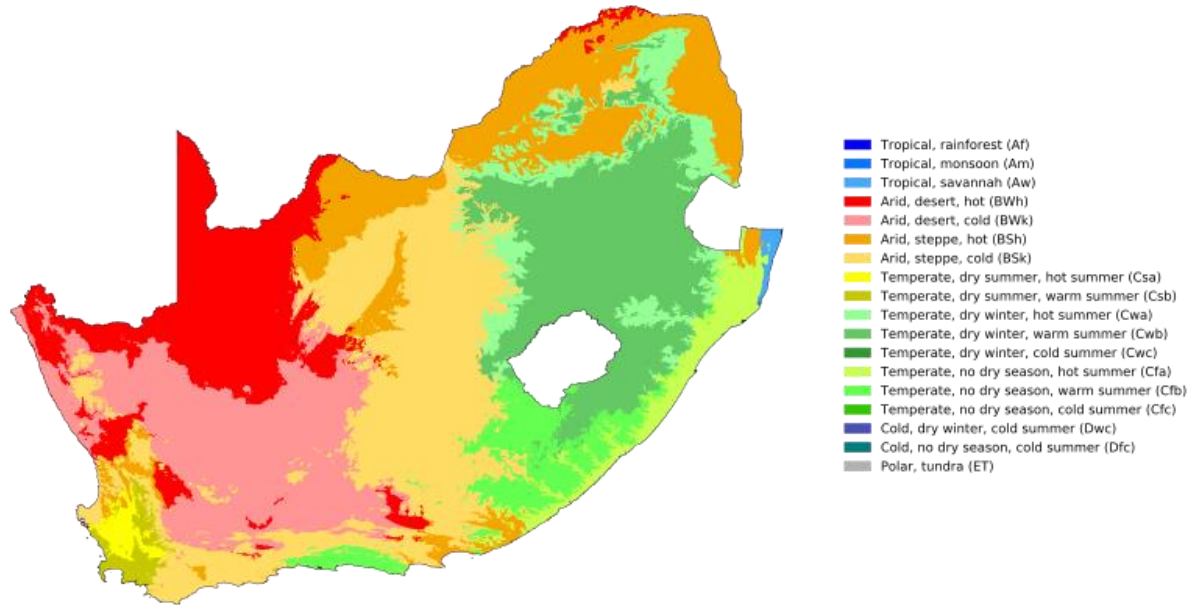 Tropical, rainforest (Af)
Tropical, monsoon (Am)
Tropical, savannah (Aw)
Arid, desert, hot (BWh)
Arid, desert, cold (BWk)
Arid, steppe, hot (BSh)
Arid, steppe, cold (BSk)
Temperate, dry summer, hot summer (Csa)
Temperate, dry summer, warm summer (Csb)
Temperate, dry winter, hot summer (Cwa)
Temperate, dry winter, warm summer (Cwb)
Temperate, dry winter, cold summer (Cwc)
Temperate, no dry season, hot summer (Cfa)
Temperate, no dry season, warm summer (Cfb)
Temperate, no dry season, cold summer (Cfc)
Cold, dry winter, cold summer (Dwc)
Cold, no dry season, cold summer (Dfc)
Polar, tundra (ET)